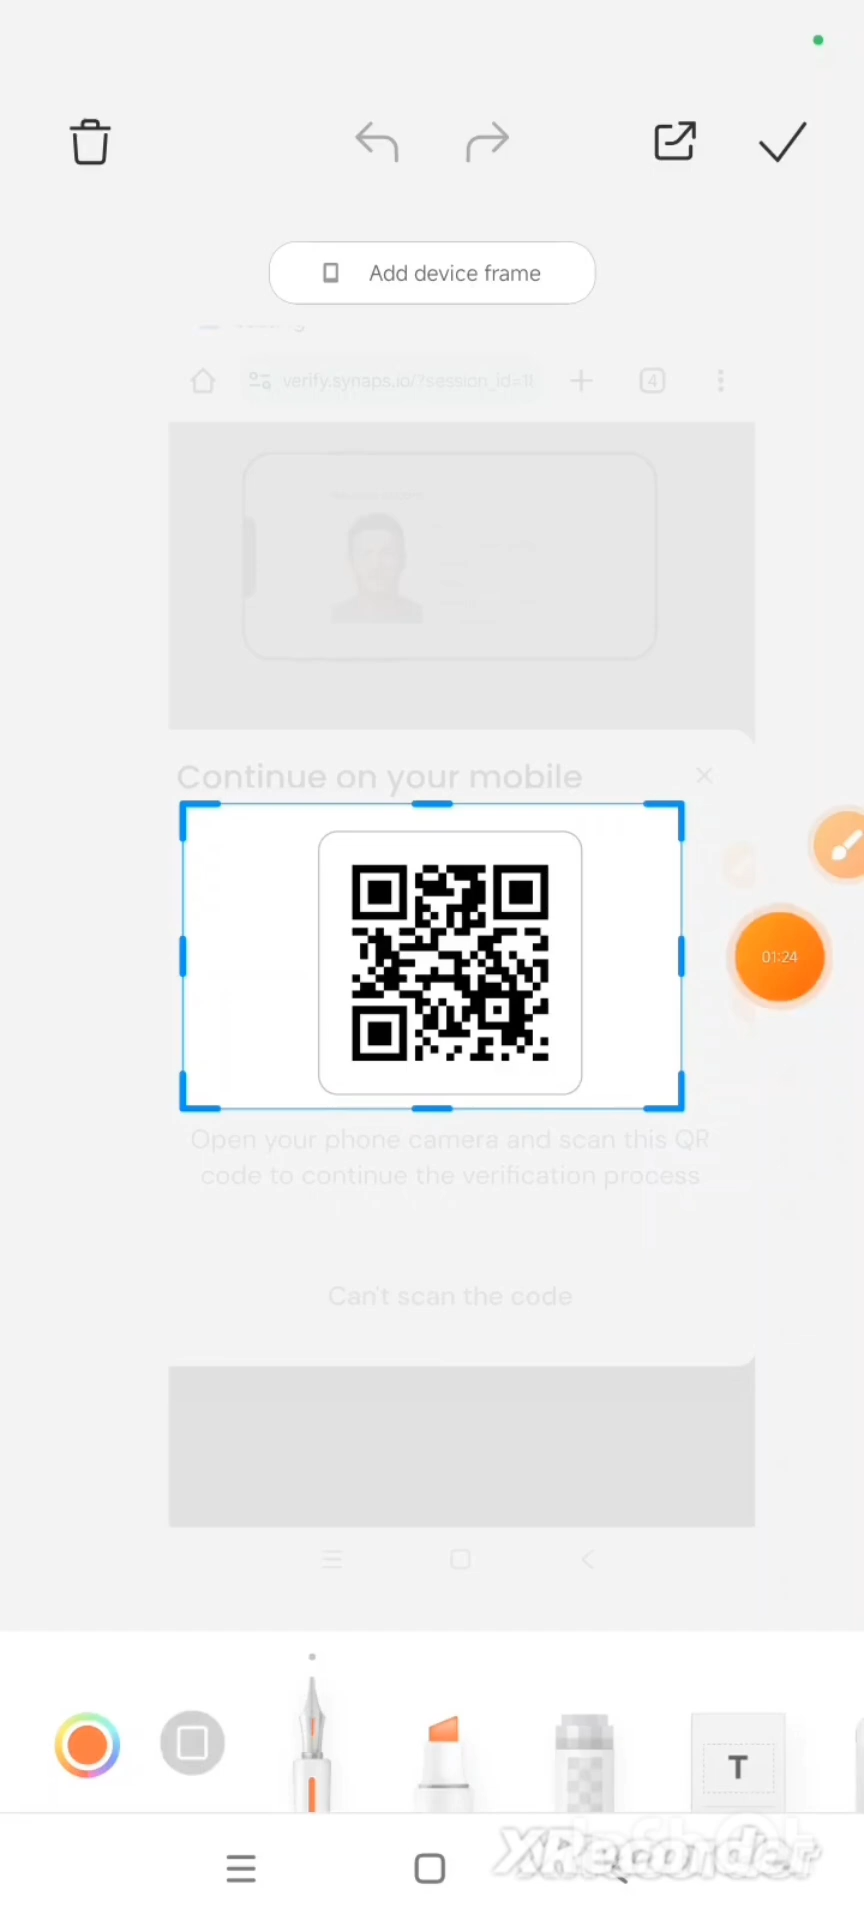 Add device frame
verify.synaps.io/?session_id=1
4
Continue on your mobile
01:24
Open your phone camera and scan this QR
code to continue the verification process
Can't scan the code
T
XRecorder